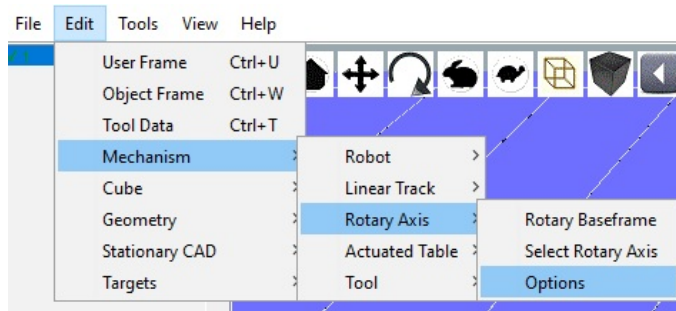 File Edit Tools View Help
User Frame Ctrl+U
Object Frame Ctrl+W
Tool Data Ctrl+T
Mechanism
Cube
Geometry
Stationary CAD
Targets
Robot
Linear Track
Rotary Axis
Actuated Table
Tool
Rotary Baseframe
Select Rotary Axis
Options